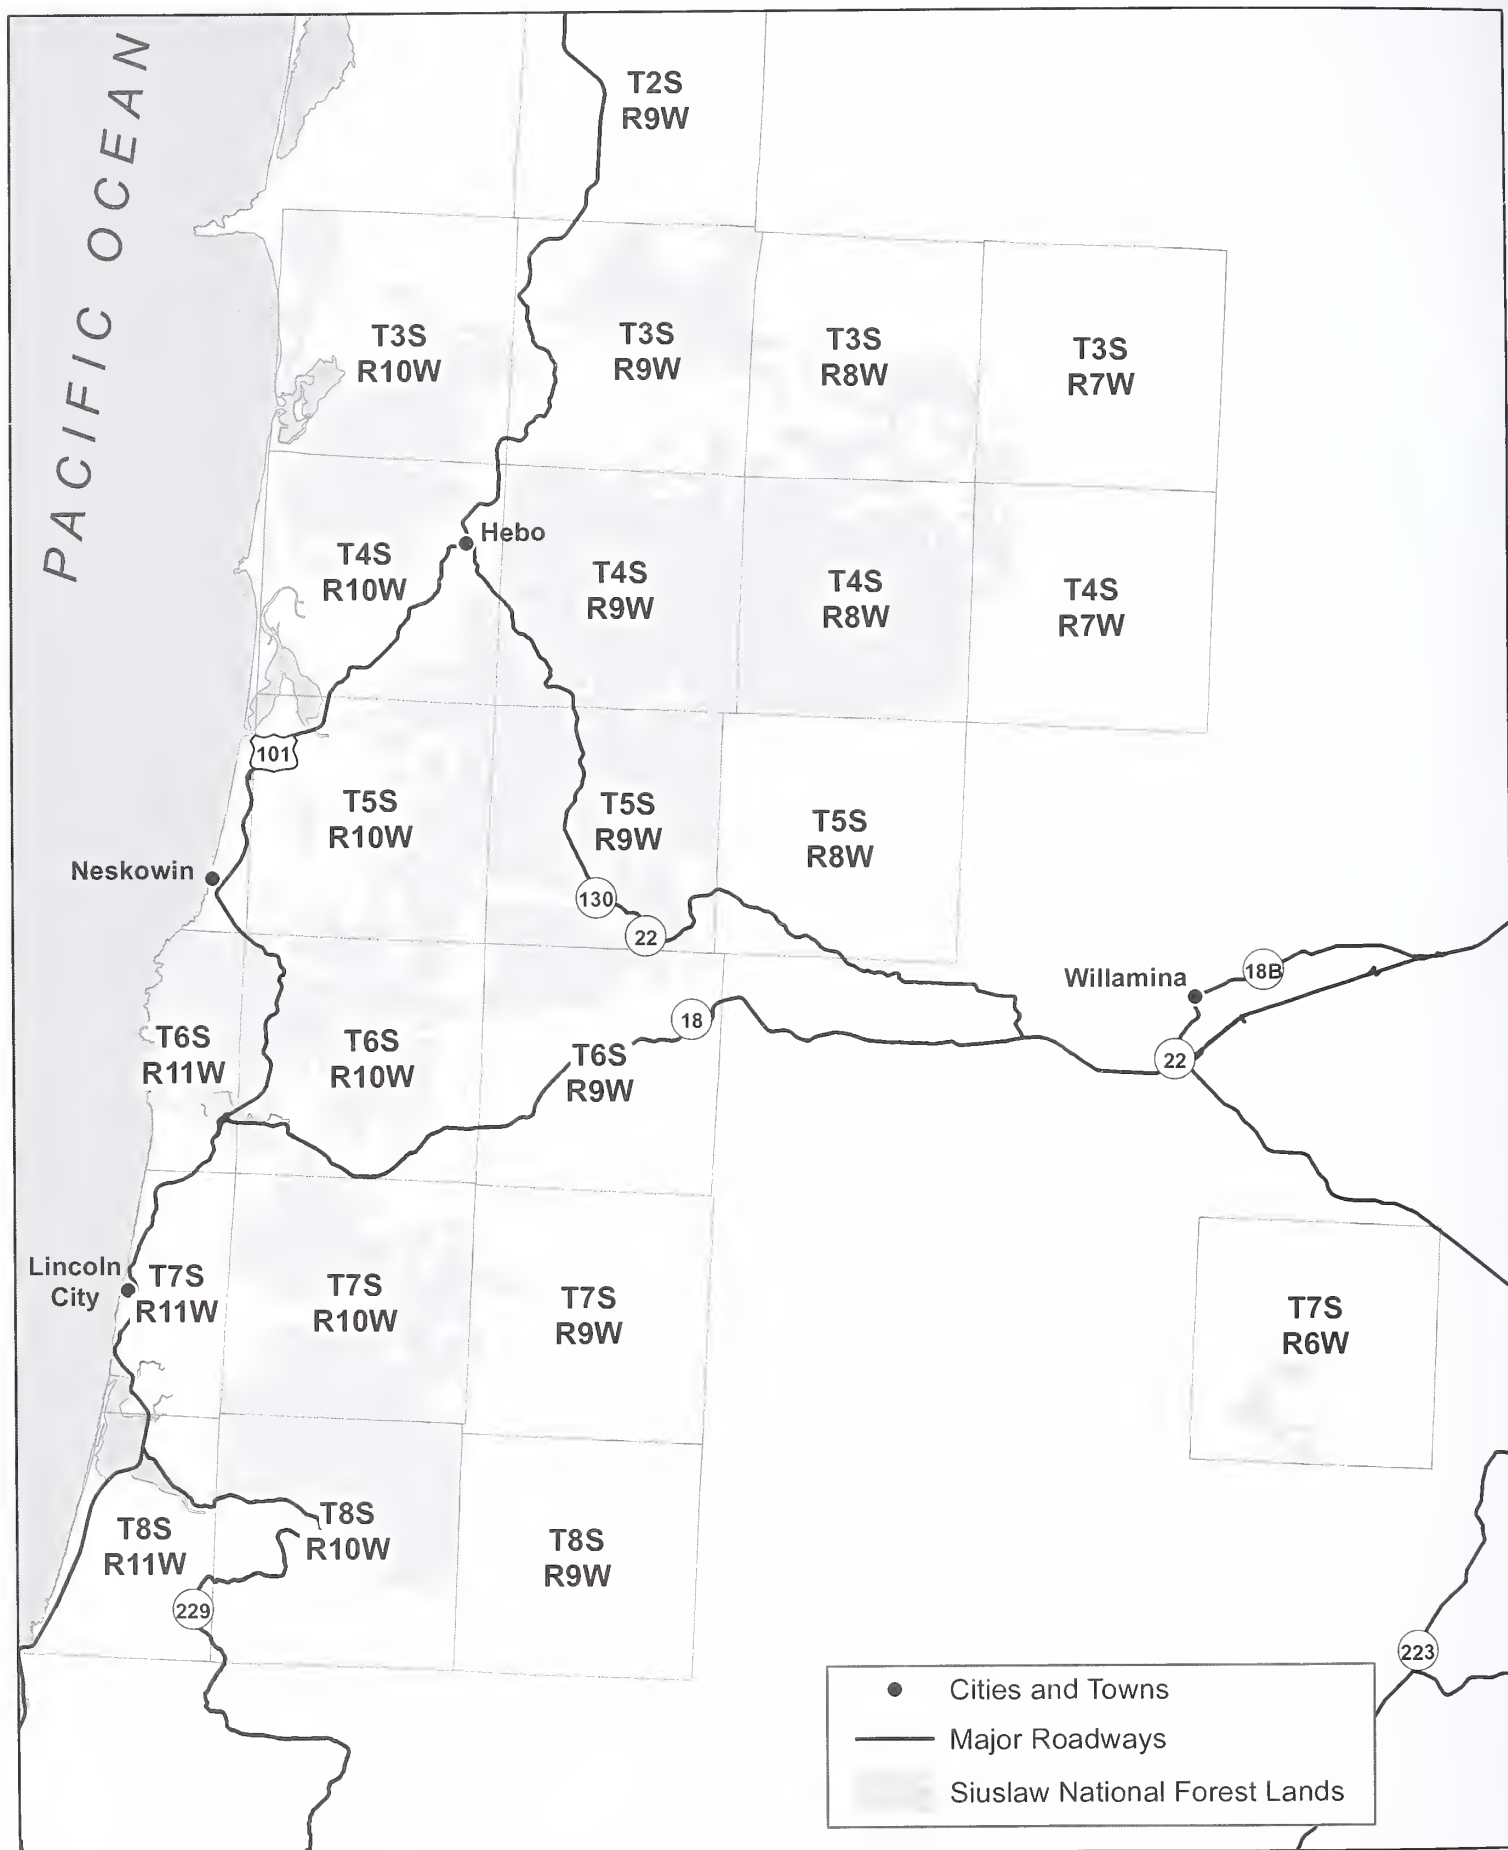 PACIFIC OCEAN
T2S
R9W
T3S
R10W
T3S
R9W
T3S
R8W
T3S
R7W
Hebo
T4S
R10W
T4S
R9W
T4S
R8W
T4S
R7W
101
T5S
R10W
T5S
R9W
T5S
R8W
Neskowin
130
22
Willamina
18B
18
T6S
R11W
T6S
R10W
T6S
R9W
22
Lincoln
City
T7S
R11W
T7S
R10W
T7S
R9W
T7S
R6W
T8S
R11W
T8S
R10W
T8S
R9W
229
223
Cities and Towns
Major Roadways
Siuslaw National Forest Lands